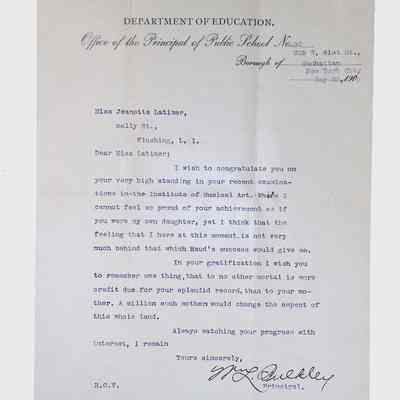 DEPARTMENT OF EDUCATION.
Office of the Principal of Public School No.
W. 41st St.,
Borough of Manhattan
New York City
190
Miss Jeanette Latimer,
Flushing, L. I.
Dear Miss Latimer;
I wish to congratulate you on
your very high standing in your recent examina-
tions in the Institute of Musical Art. While I
cannot feel so proud of your achievement as if
you were my own daughter, yet I think that the
feeling that I have at this moment is not very
much behind that which Maud's success would give me.
In your gratification I wish you
to remember one thing, that to no other mortal is more
credit due for your splendid record, than to your mo-
ther. A million such mothers would change the aspect of
this whole land.
Always watching your progress with
interest, I remain
Yours sincerely,
Wm L. Bulkley
Principal.